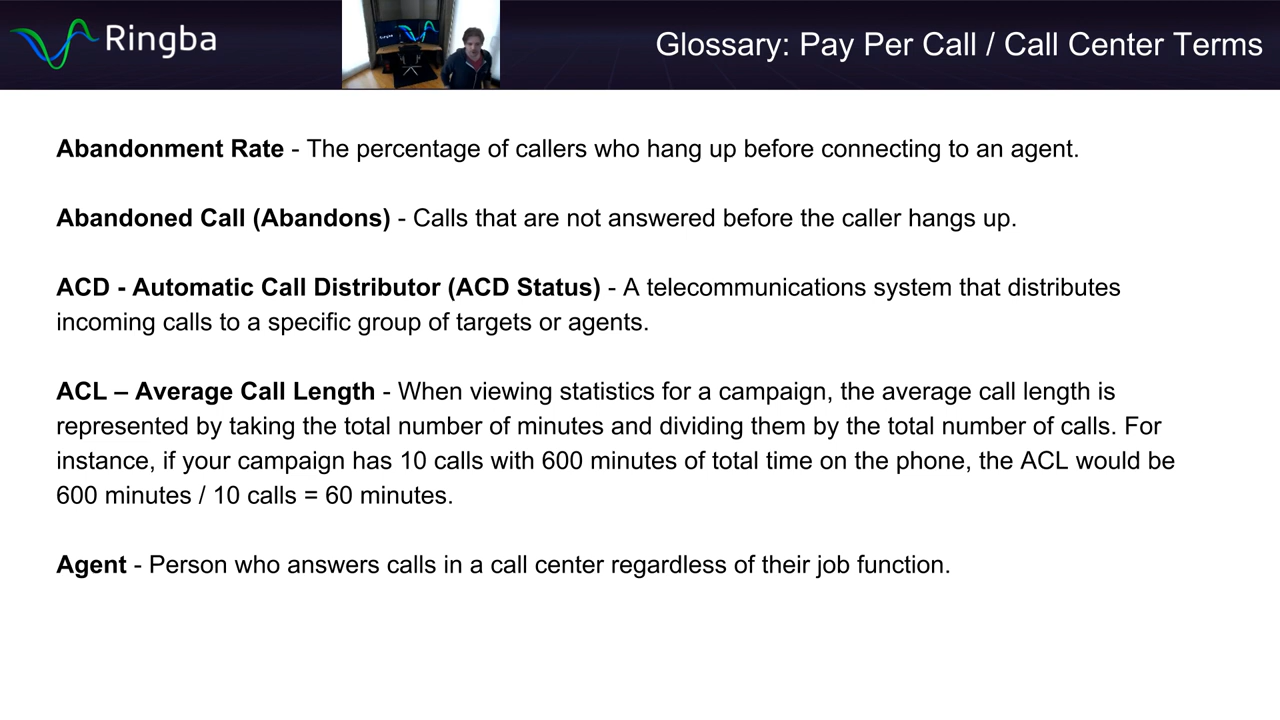 Ringba
Glossary: Pay Per Call / Call Center Terms
Abandonment Rate - The percentage of callers who hang up before connecting to an agent.
Abandoned Call (Abandons) - Calls that are not answered before the caller hangs up.
ACD - Automatic Call Distributor (ACD Status) - A telecommunications system that distributes
incoming calls to a specific group of targets or agents.
ACL – Average Call Length - When viewing statistics for a campaign, the average call length is
represented by taking the total number of minutes and dividing them by the total number of calls. For
instance, if your campaign has 10 calls with 600 minutes of total time on the phone, the ACL would be
600 minutes / 10 calls = 60 minutes.
Agent - Person who answers calls in a call center regardless of their job function.